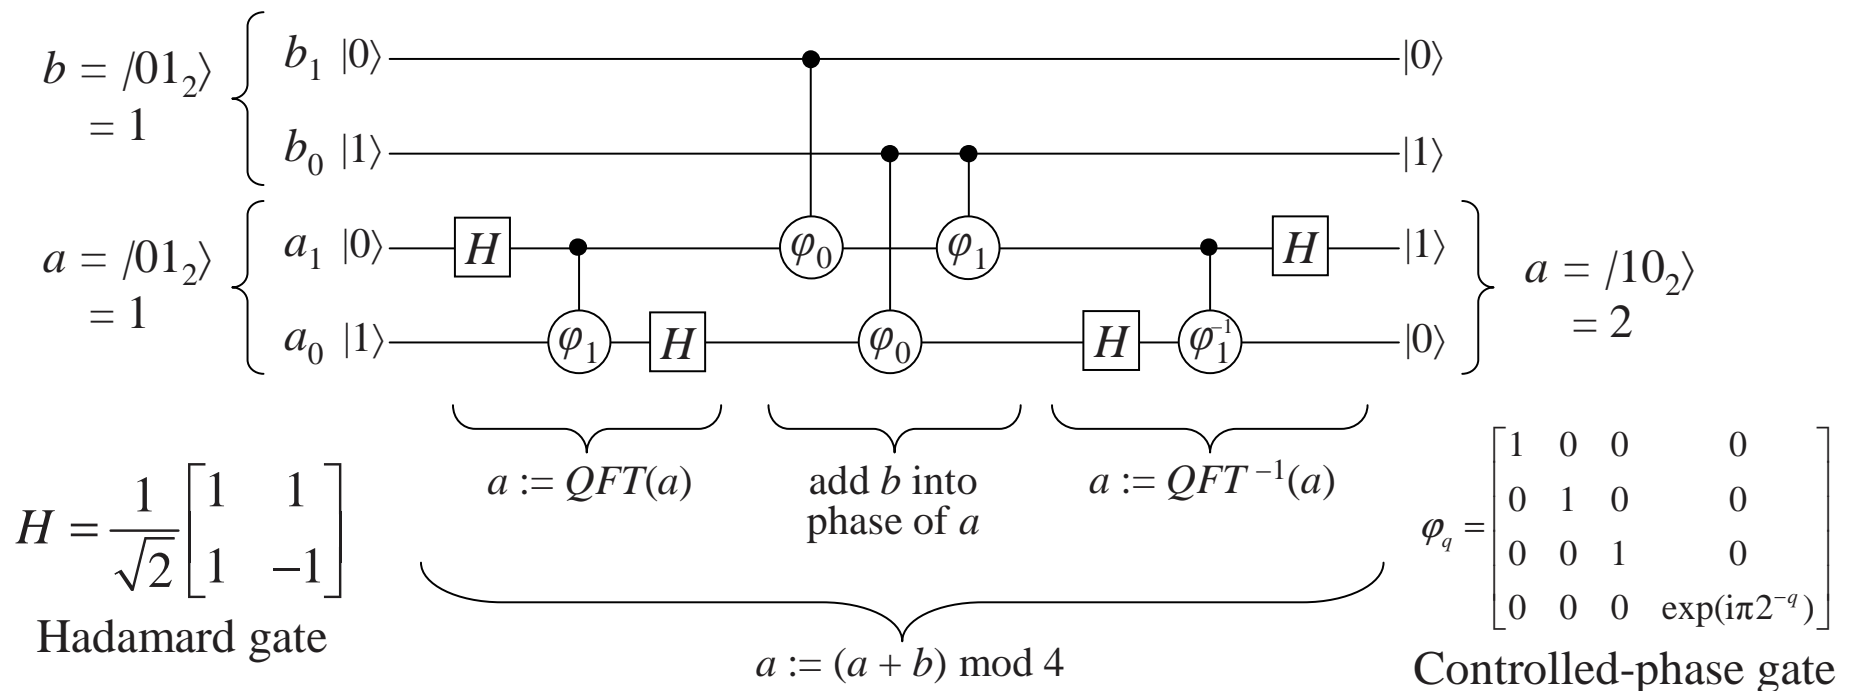 b = |01₂⟩
= 1
b₁ |0⟩
|0⟩
b₀ |1⟩
|1⟩
a = |01₂⟩
= 1
a₁ |0⟩
H
φ₀
φ₁
H
|1⟩
a₀ |1⟩
φ₁
H
φ₀
H
φ₁⁻¹
|0⟩
a = |10₂⟩
= 2
a := QFT(a)
add b into
phase of a
a := QFT ⁻¹(a)
H = 1/√2 [1 1
1 −1]
Hadamard gate
a := (a + b) mod 4
φ_q = [1 0 0 0
0 1 0 0
0 0 1 0
0 0 0 exp(iπ2^−q)]
Controlled-phase gate